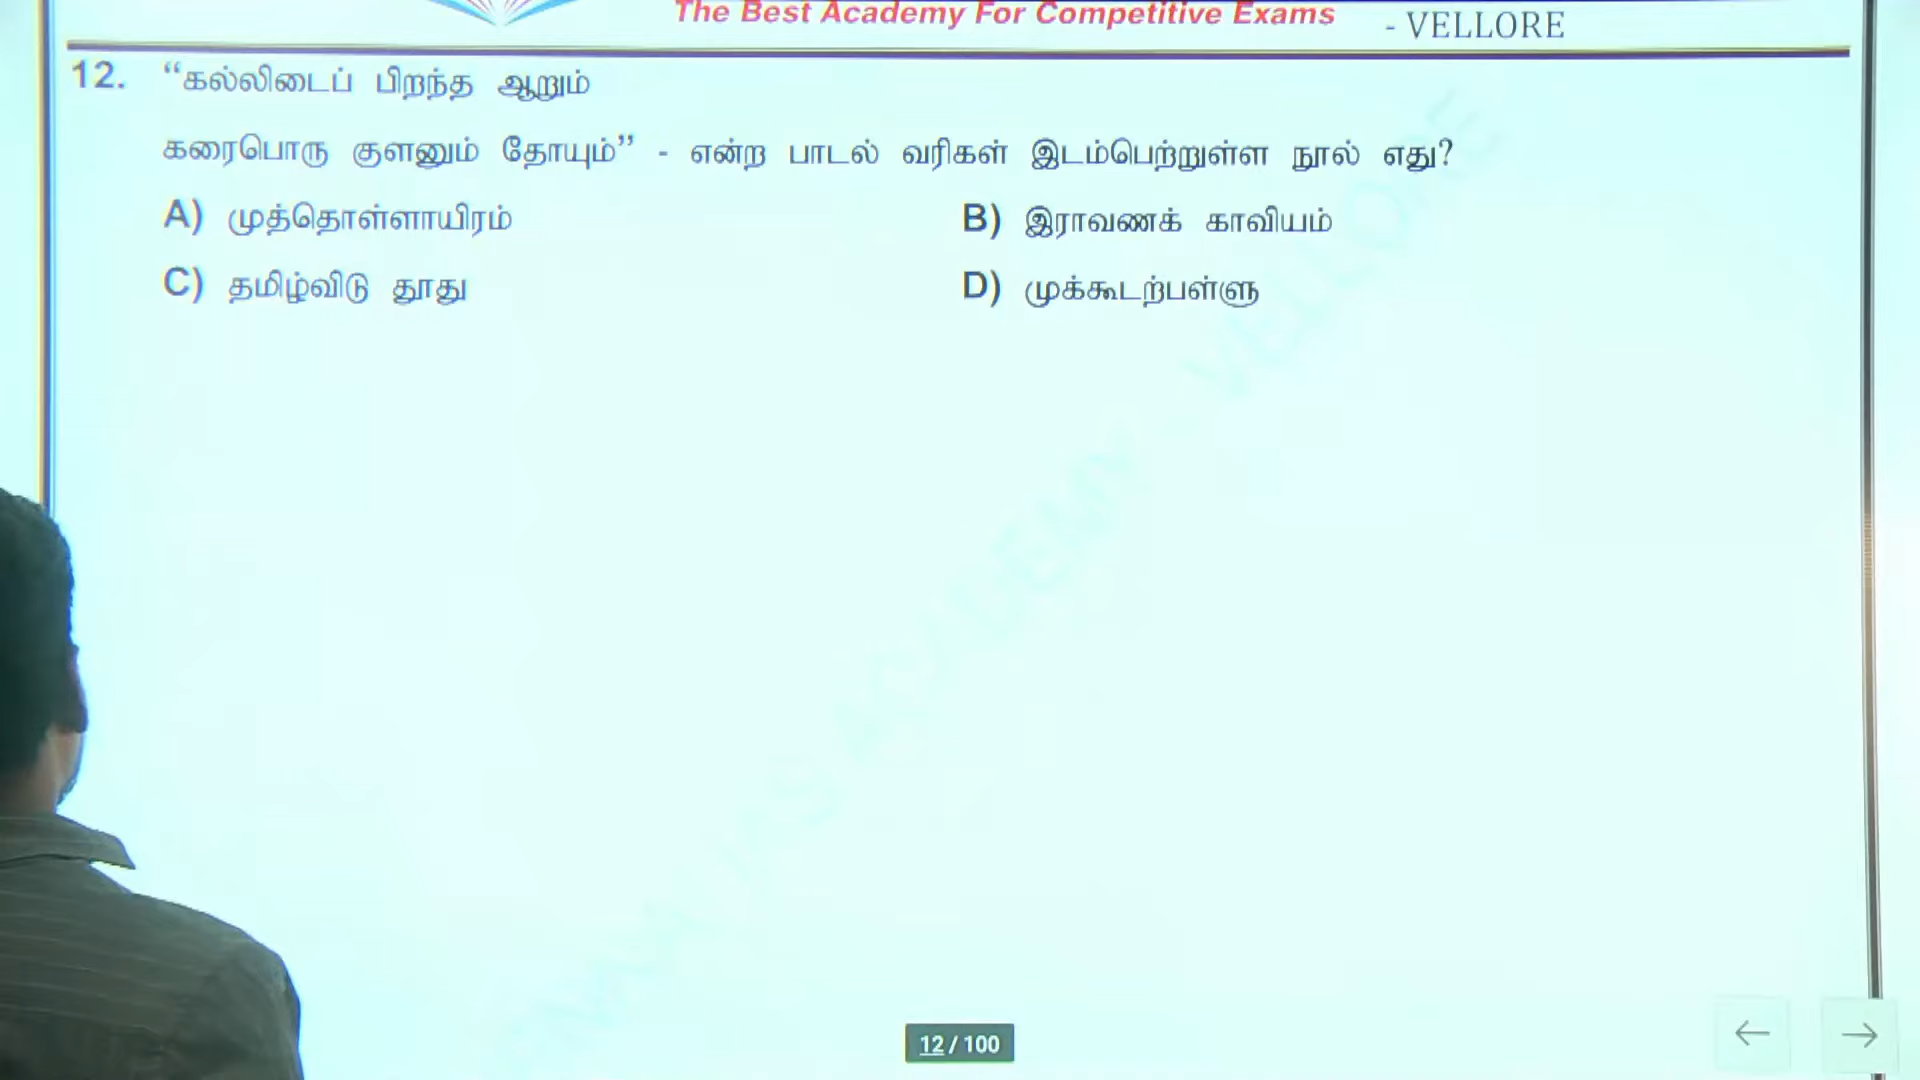 The Best Academy For Competitive Exams
- VELLORE
12. “கல்லிடைப் பிறந்த ஆறும்
கரைபொரு குளனும் தோயும்” - என்ற பாடல் வரிகள் இடம்பெற்றுள்ள நூல் எது?
A) முத்தொள்ளாயிரம் B) இராவணக் காவியம்
C) தமிழ்விடு தூது D) முக்கூடற்பள்ளு
12 / 100